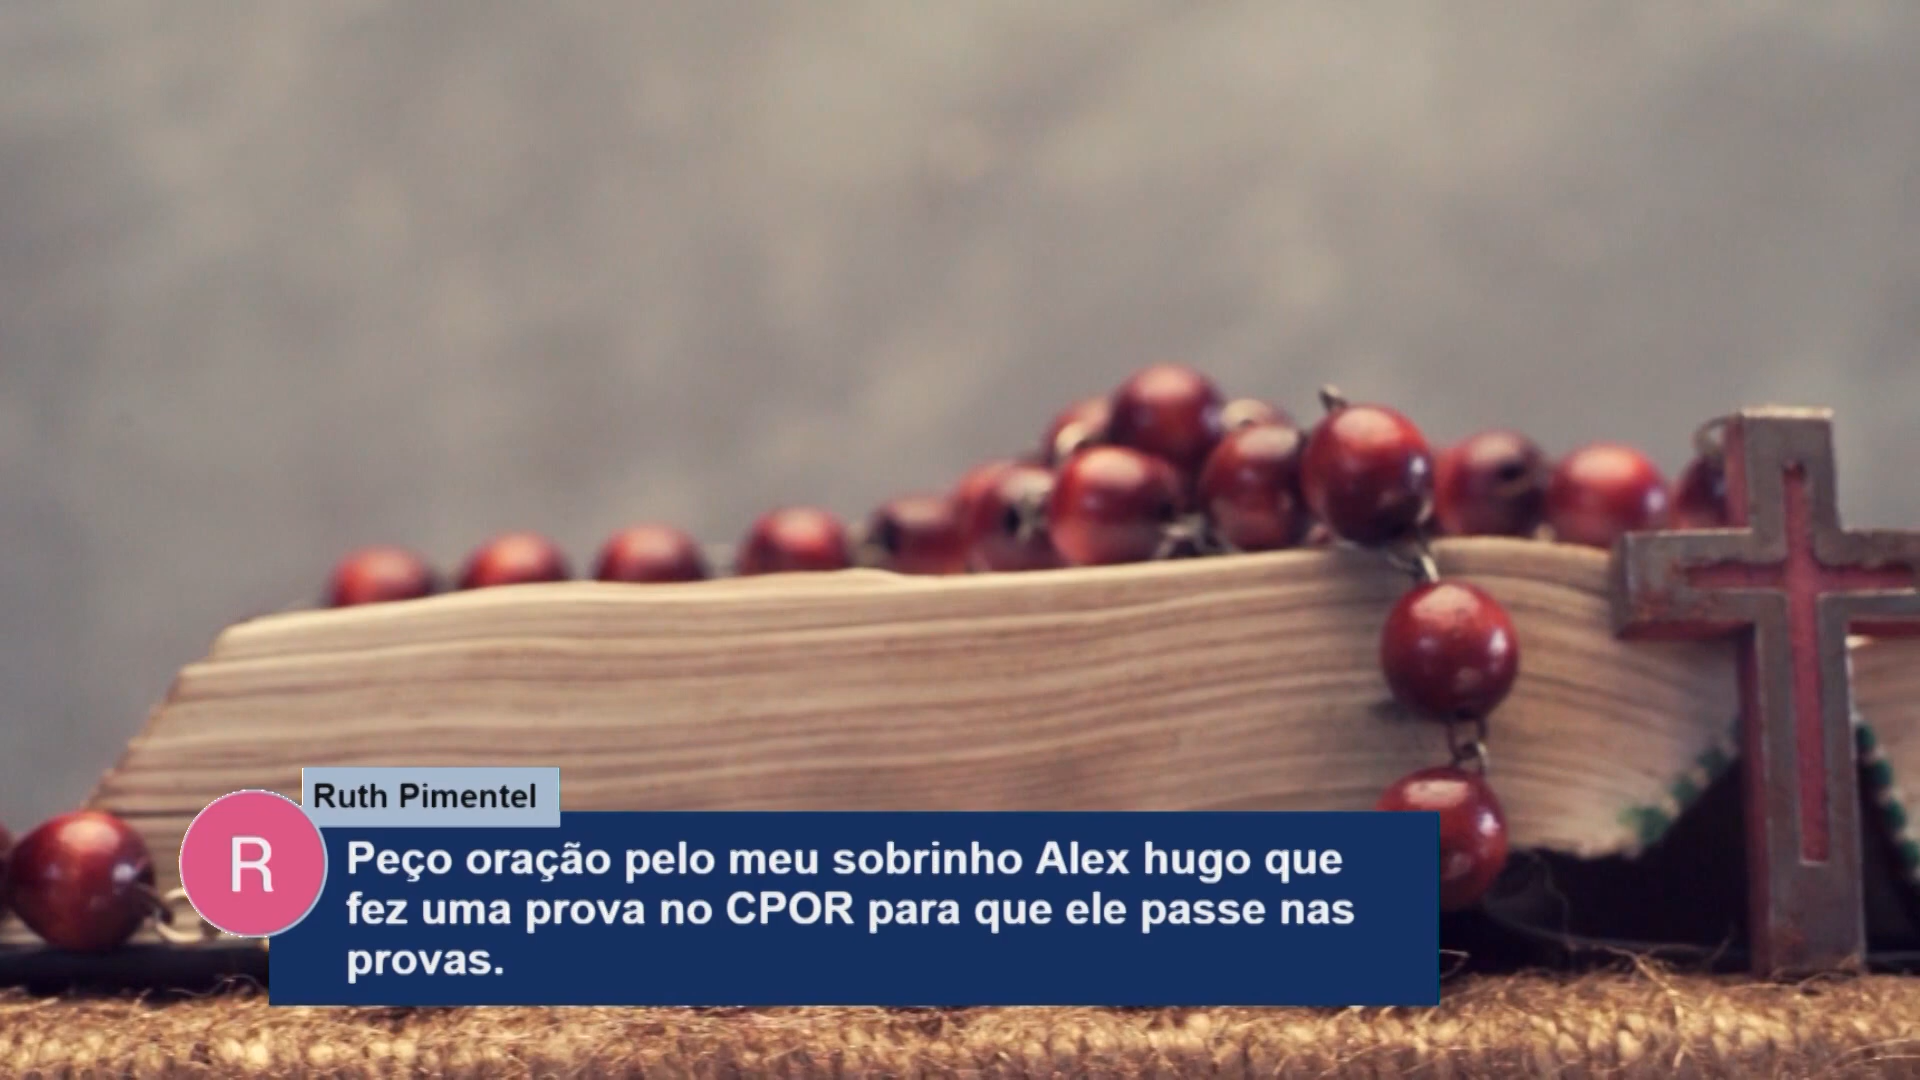 Ruth Pimentel
R
Peço oração pelo meu sobrinho Alex hugo que
fez uma prova no CPOR para que ele passe nas
provas.